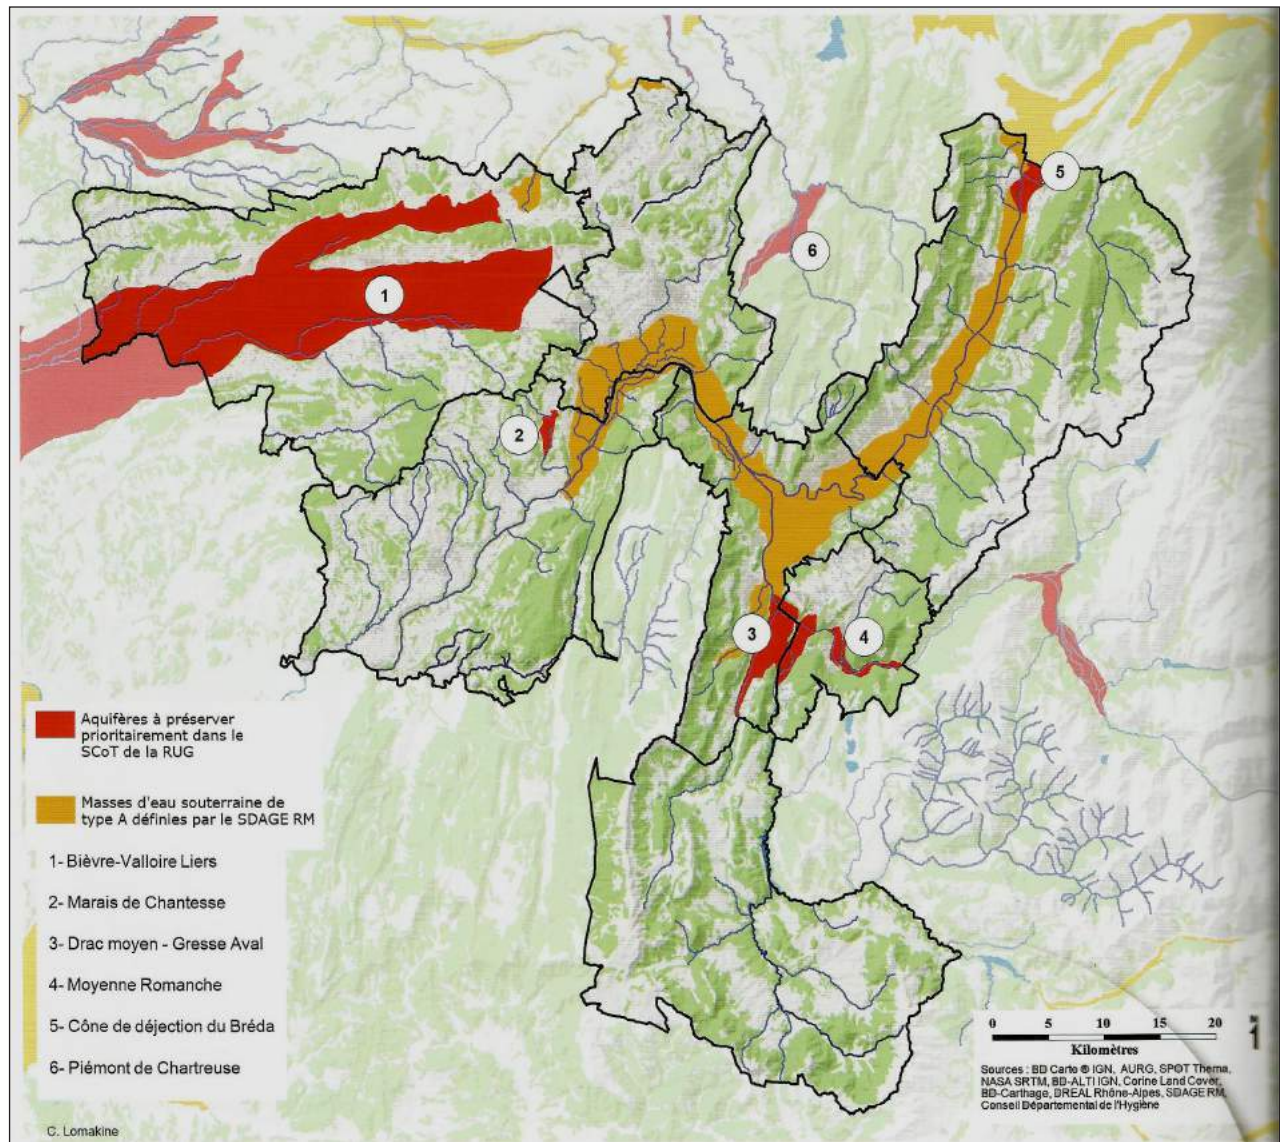 5
6
1
2
3
4
Aquifères à préserver
prioritairement dans le
SCoT de la RUG
Masses d'eau souterraine de
type A définies par le SDAGE RM
1- Bièvre-Valloire Liers
2- Marais de Chantesse
3- Drac moyen - Gresse Aval
4- Moyenne Romanche
5- Cône de déjection du Bréda
6- Piémont de Chartreuse
0 5 10 15 20
Kilomètres
Sources : BD Carto ® IGN, AURG, SPOT Thema,
NASA SRTM, BD-ALTI IGN, Corine Land Cover,
BD-Carthage, DREAL Rhône-Alpes, SDAGE RM,
Conseil Départemental de l'Hygiène
C. Lomakine